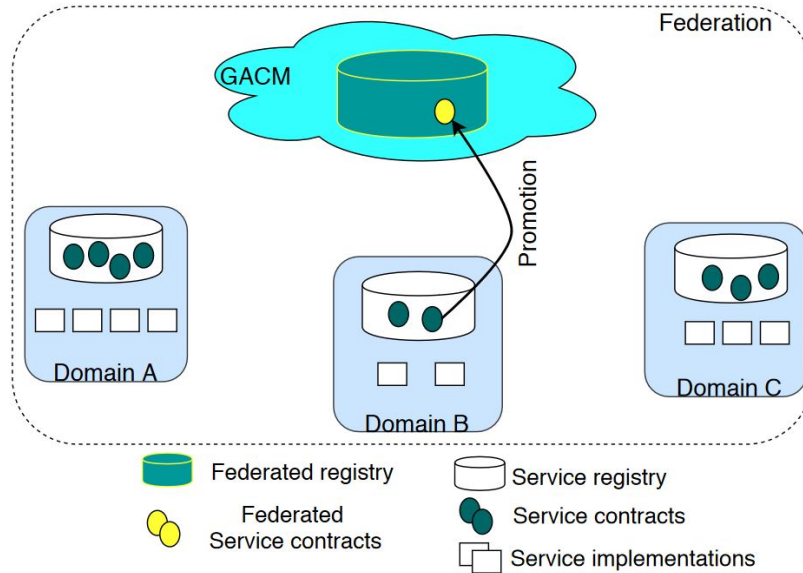 Federation
GACM
Promotion
Domain A
Domain B
Domain C
Federated registry
Service registry
Federated
Service contracts
Service contracts
Service implementations